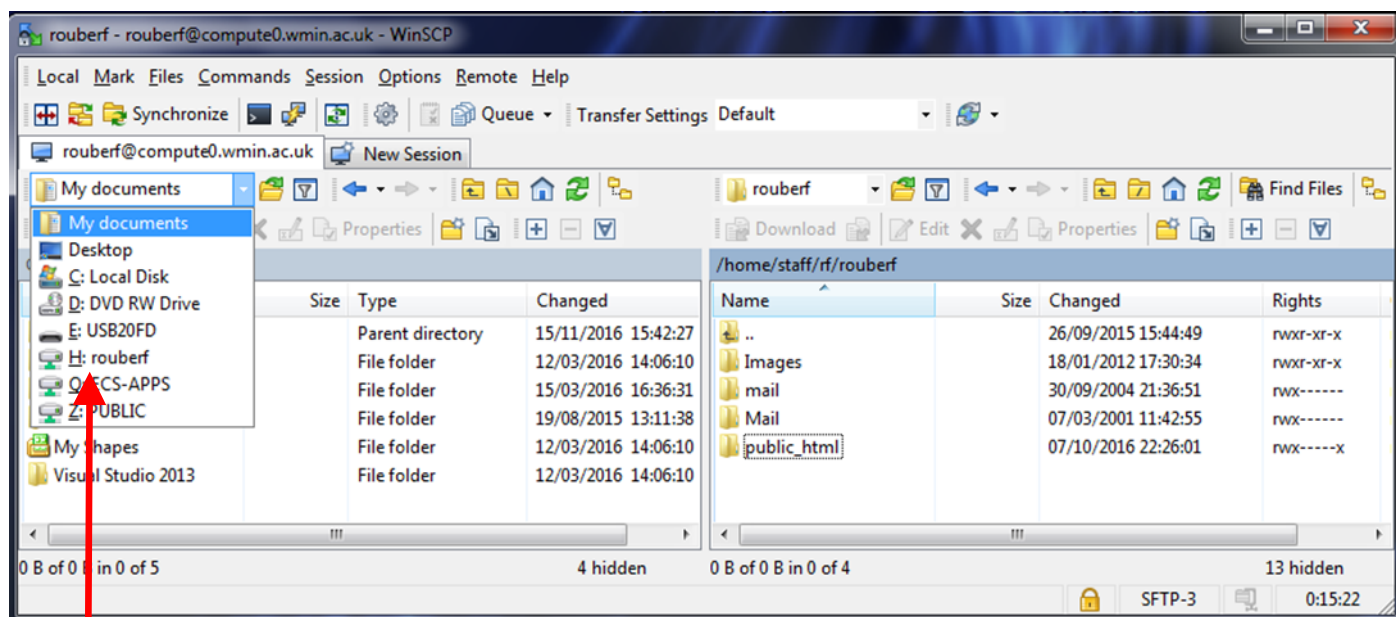 rouberf - rouberf@compute0.wmin.ac.uk - WinSCP
Local Mark Files Commands Session Options Remote Help
Synchronize Queue Transfer Settings Default
rouberf@compute0.wmin.ac.uk New Session
My documents rouberf Find Files
My documents Properties Download Edit Properties
Desktop
C: Local Disk /home/staff/rf/rouberf
D: DVD RW Drive Size Type Changed Name Size Changed Rights
E: USB20FD Parent directory 15/11/2016 15:42:27 .. 26/09/2015 15:44:49 rwxr-xr-x
H: rouberf File folder 12/03/2016 14:06:10 Images 18/01/2012 17:30:34 rwxr-xr-x
File folder 15/03/2016 16:36:31 mail 30/09/2004 21:36:51 rwx------
Z: PUBLIC File folder 19/08/2015 13:11:38 Mail 07/03/2001 11:42:55 rwx------
My Shapes File folder 12/03/2016 14:06:10 public_html 07/10/2016 22:26:01 rwx-----x
Visual Studio 2013 File folder 12/03/2016 14:06:10
0 B of 0 B in 0 of 5 4 hidden 0 B of 0 B in 0 of 4 13 hidden
SFTP-3 0:15:22